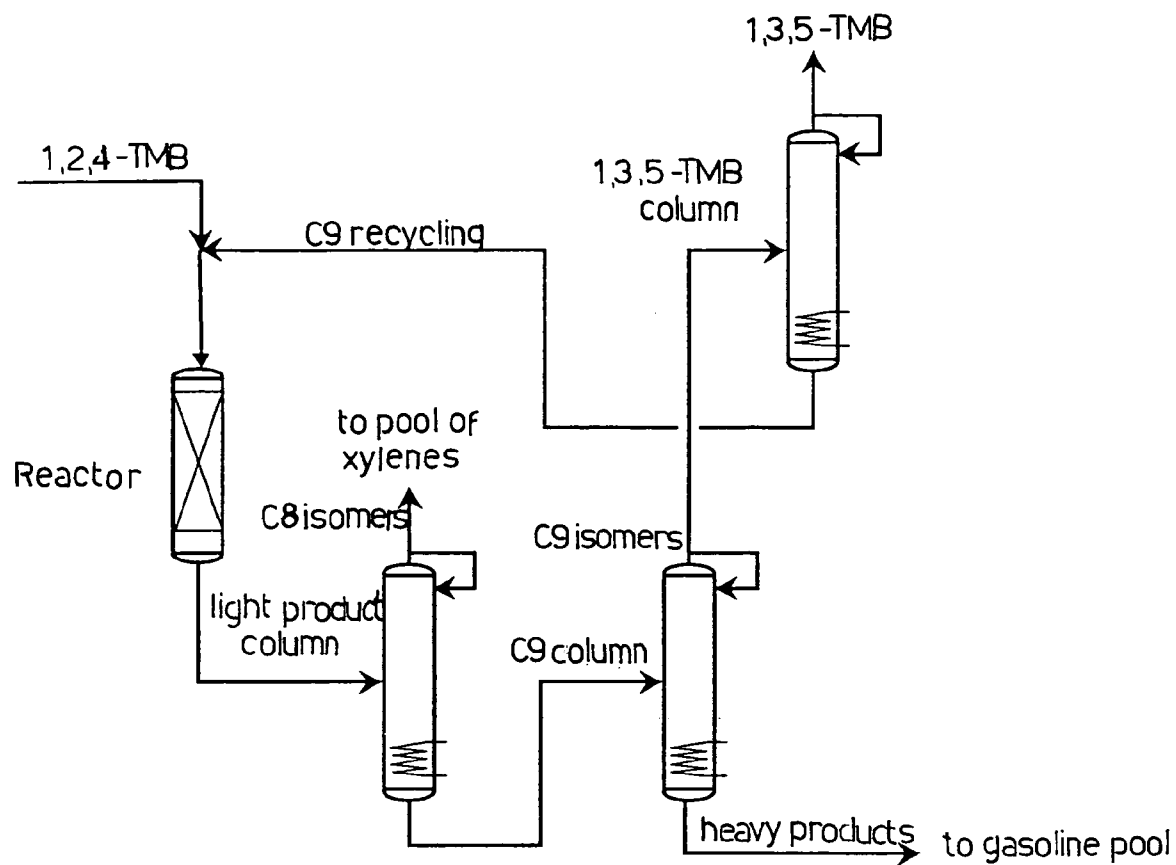 1,3,5-TMB
1,2,4-TMB
1,3,5-TMB
column
C9 recycling
Reactor
to pool of
xylenes
C8 isomers
C9 isomers
light product
column
C9 column
heavy products
to gasoline pool